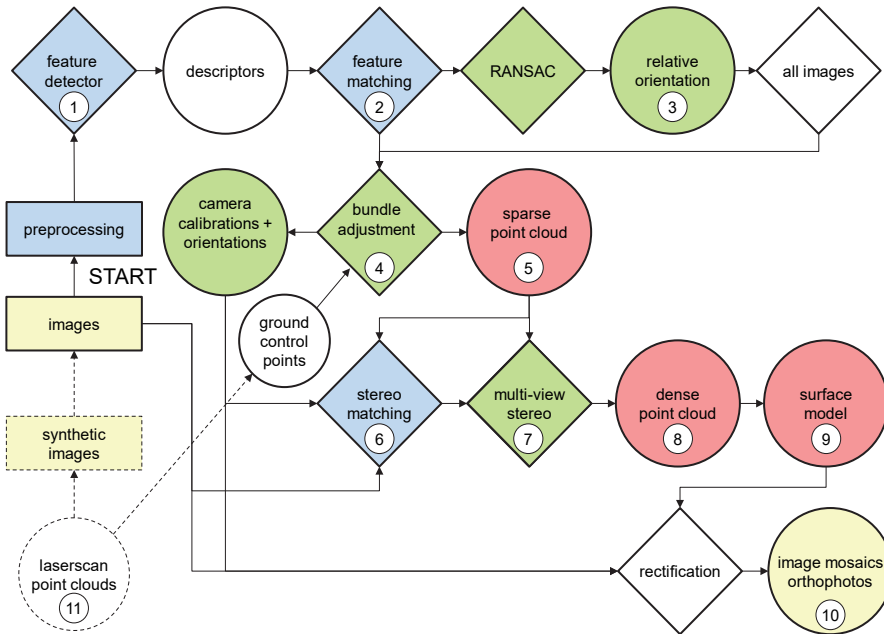 feature
detector
1
descriptors
feature
matching
2
RANSAC
relative
orientation
3
all images
camera
calibrations +
orientations
bundle
adjustment
4
sparse
point cloud
5
preprocessing
START
images
ground
control
points
synthetic
images
stereo
matching
6
multi-view
stereo
7
dense
point cloud
8
surface
model
9
laserscan
point clouds
11
rectification
image mosaics
orthophotos
10